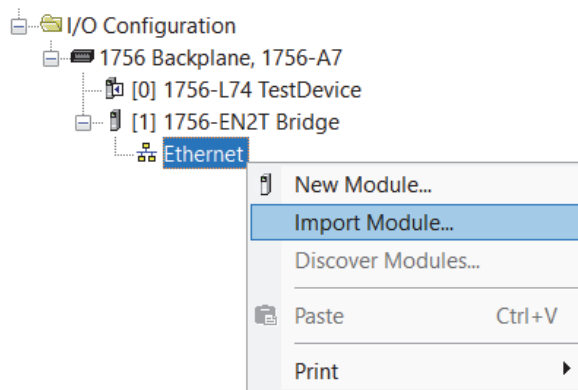 I/O Configuration
1756 Backplane, 1756-A7
[0] 1756-L74 TestDevice
[1] 1756-EN2T Bridge
Ethernet
New Module...
Import Module...
Discover Modules...
Paste Ctrl+V
Print